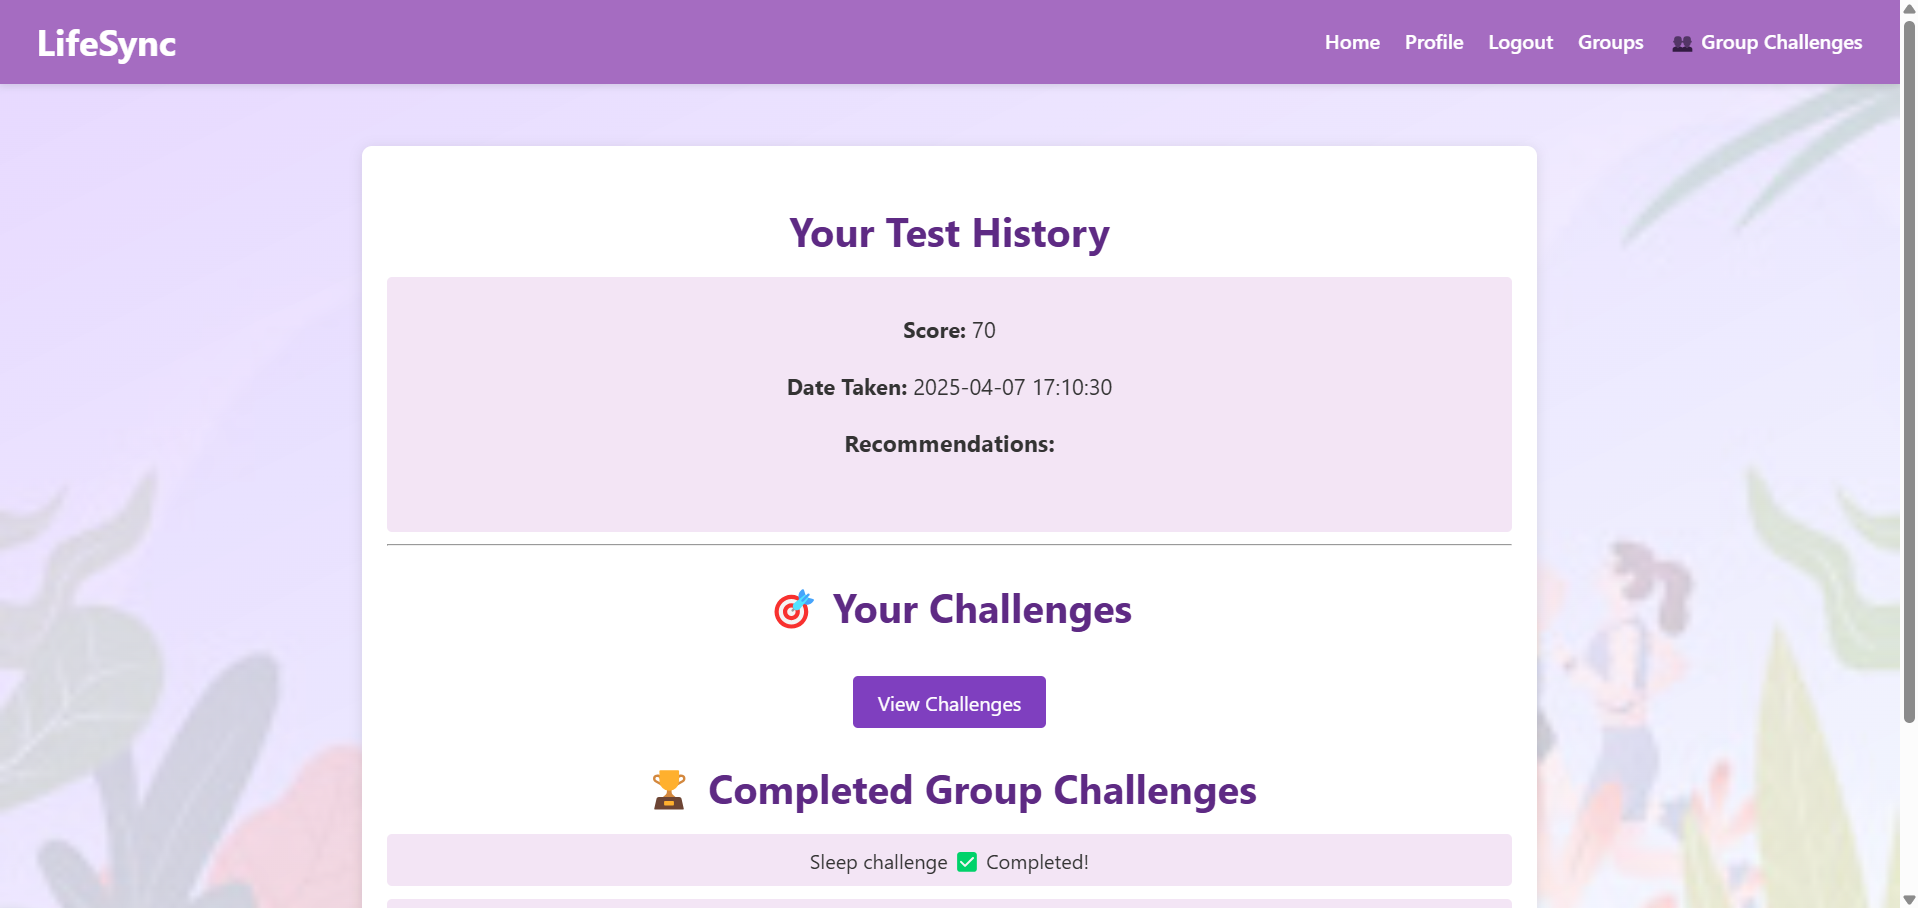 LifeSync
Home Profile Logout Groups 👥 Group Challenges
Your Test History
Score: 70
Date Taken: 2025-04-07 17:10:30
Recommendations:
🎯 Your Challenges
View Challenges
🏆 Completed Group Challenges
Sleep challenge ✅ Completed!